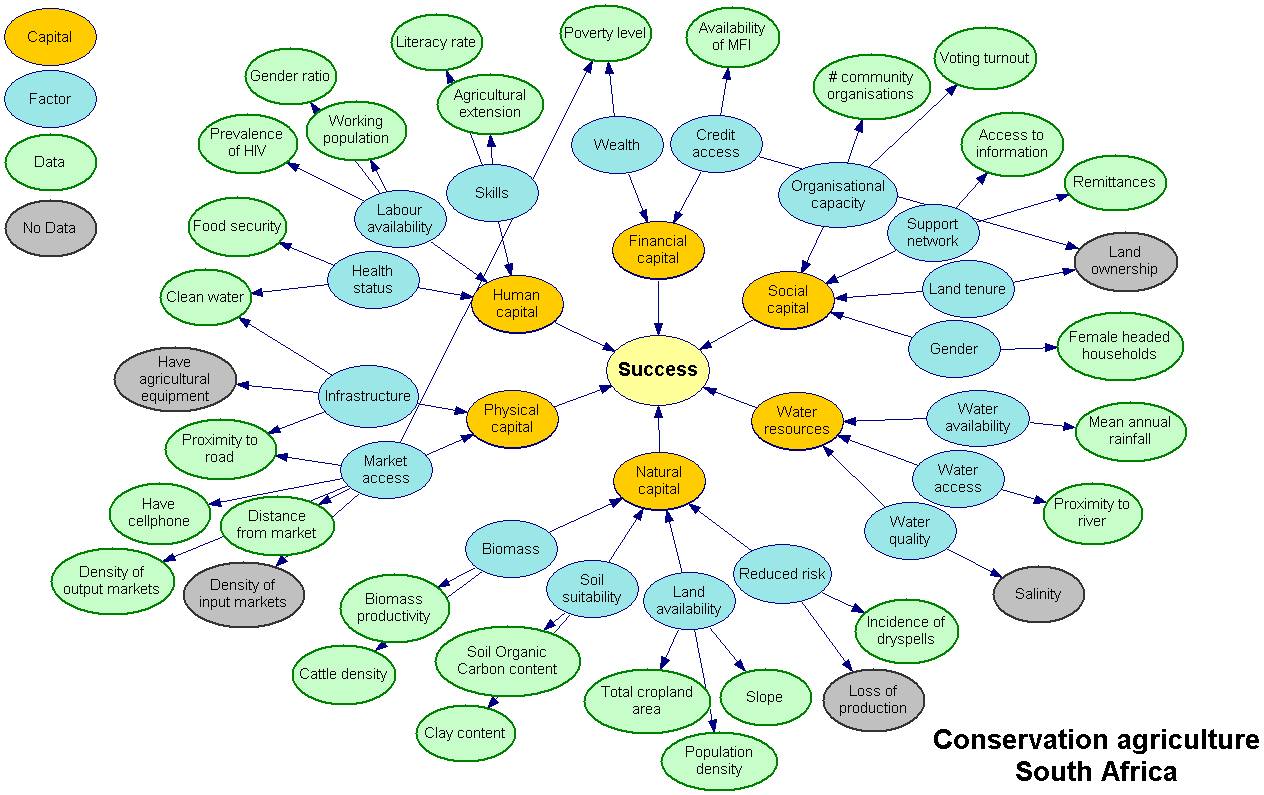 Capital
Factor
Data
No Data
Literacy rate
Poverty level
Availability
of MFI
Voting turnout
Gender ratio
Agricultural
extension
# community
organisations
Prevalence
of HIV
Working
population
Wealth
Credit
access
Access to
information
Skills
Organisational
capacity
Remittances
Labour
availability
Support
network
Food security
Financial
capital
Land
ownership
Health
status
Clean water
Human
capital
Social
capital
Land tenure
Gender
Female headed
households
Success
Have
agricultural
equipment
Infrastructure
Physical
capital
Water
resources
Water
availability
Mean annual
rainfall
Proximity to
road
Market
access
Natural
capital
Water
access
Have
cellphone
Distance
from market
Proximity to
river
Water
quality
Biomass
Density of
output markets
Density of
input markets
Soil
suitability
Land
availability
Reduced risk
Salinity
Biomass
productivity
Incidence of
dryspells
Cattle density
Soil Organic
Carbon content
Total cropland
area
Slope
Loss of
production
Clay content
Population
density
Conservation agriculture
South Africa